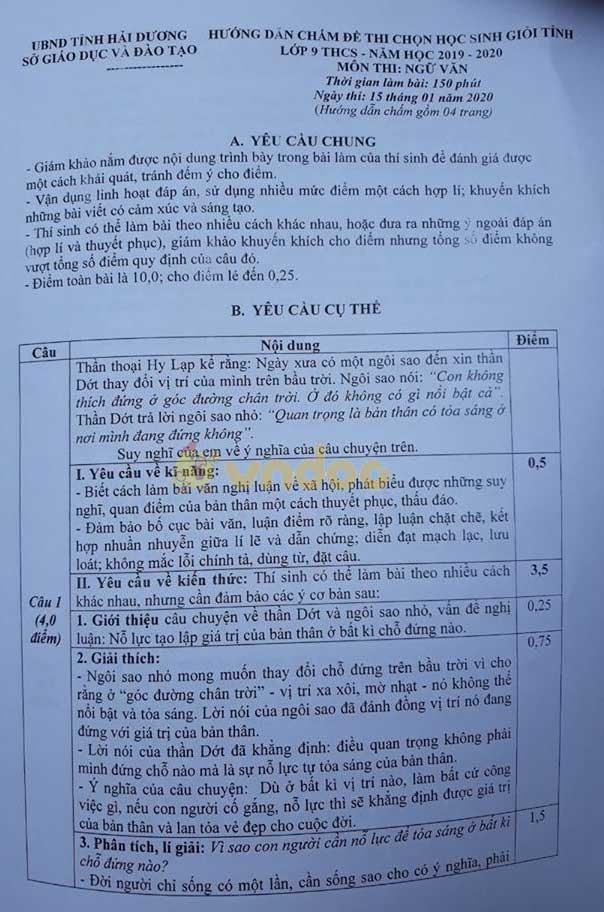 UBND TỈNH HẢI DƯƠNG
SỞ GIÁO DỤC VÀ ĐÀO TẠO
HƯỚNG DẪN CHẤM ĐỀ THI CHỌN HỌC SINH GIỎI TỈNH
LỚP 9 THCS - NĂM HỌC 2019 - 2020
MÔN THI: NGỮ VĂN
Thời gian làm bài: 150 phút
Ngày thi: 15 tháng 01 năm 2020
(Hướng dẫn chấm gồm 04 trang)
A. YÊU CẦU CHUNG
- Giám khảo nắm được nội dung trình bày trong bài làm của thí sinh để đánh giá được
một cách khái quát, tránh đếm ý cho điểm.
- Vận dụng linh hoạt đáp án, sử dụng nhiều mức điểm một cách hợp lí; khuyến khích
những bài viết có cảm xúc và sáng tạo.
- Thí sinh có thể làm bài theo nhiều cách khác nhau, hoặc đưa ra những ý ngoài đáp án
(hợp lí và thuyết phục), giám khảo khuyến khích cho điểm nhưng tổng số điểm không
vượt tổng số điểm quy định của câu đó.
- Điểm toàn bài là 10,0; cho điểm lẻ đến 0,25.
B. YÊU CẦU CỤ THỂ
Câu
Nội dung
Điểm
Thần thoại Hy Lạp kể rằng: Ngày xưa có một ngôi sao đến xin thần
Dớt thay đổi vị trí của mình trên bầu trời. Ngôi sao nói: "Con không
thích đứng ở góc đường chân trời. Ở đó không có gì nổi bật cả".
Thần Dớt trả lời ngôi sao nhỏ: "Quan trọng là bản thân có tỏa sáng ở
nơi mình đang đứng không".
Suy nghĩ của em về ý nghĩa của câu chuyện trên.
vndoc
I. Yêu cầu về kĩ năng:
0,5
- Biết cách làm bài văn nghị luận về xã hội, phát biểu được những suy
nghĩ, quan điểm của bản thân một cách thuyết phục, thấu đáo.
- Đảm bảo bố cục bài văn, luận điểm rõ ràng, lập luận chặt chẽ, kết
hợp nhuần nhuyễn giữa lí lẽ và dẫn chứng; diễn đạt mạch lạc, lưu
loát; không mắc lỗi chính tả, dùng từ, đặt câu.
II. Yêu cầu về kiến thức: Thí sinh có thể làm bài theo nhiều cách
3,5
khác nhau, nhưng cần đảm bảo các ý cơ bản sau:
Câu 1
(4,0
điểm)
1. Giới thiệu câu chuyện về thần Dớt và ngôi sao nhỏ, vấn đề nghị
0,25
luận: Nỗ lực tạo lập giá trị của bản thân ở bất kì chỗ đứng nào.
2. Giải thích:
0,75
- Ngôi sao nhỏ mong muốn thay đổi chỗ đứng trên bầu trời vì cho
rằng ở "góc đường chân trời" - vị trí xa xôi, mờ nhạt - nó không thể
nổi bật và tỏa sáng. Lời nói của ngôi sao đã đánh đồng vị trí nó đang
đứng với giá trị của bản thân.
- Lời nói của thần Dớt đã khẳng định: điều quan trọng không phải
mình đứng chỗ nào mà là sự nỗ lực tự tỏa sáng của bản thân.
- Ý nghĩa của câu chuyện: Dù ở bất kì vị trí nào, làm bất cứ công
việc gì, nếu con người cố gắng, nỗ lực thì sẽ khẳng định được giá trị
của bản thân và lan tỏa vẻ đẹp cho cuộc đời.
3. Phân tích, lí giải: Vì sao con người cần nỗ lực để tỏa sáng ở bất kì
1,5
chỗ đứng nào?
- Đời người chỉ sống có một lần, cần sống sao cho có ý nghĩa, phải